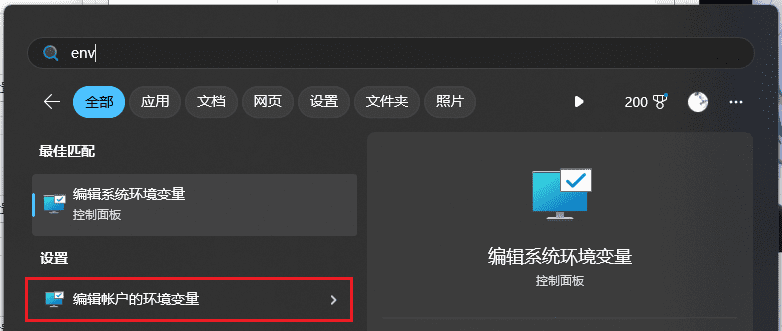 env
全部 应用 文档 网页 设置 文件夹 照片 200
最佳匹配
编辑系统环境变量
控制面板
设置
编辑帐户的环境变量
编辑系统环境变量
控制面板